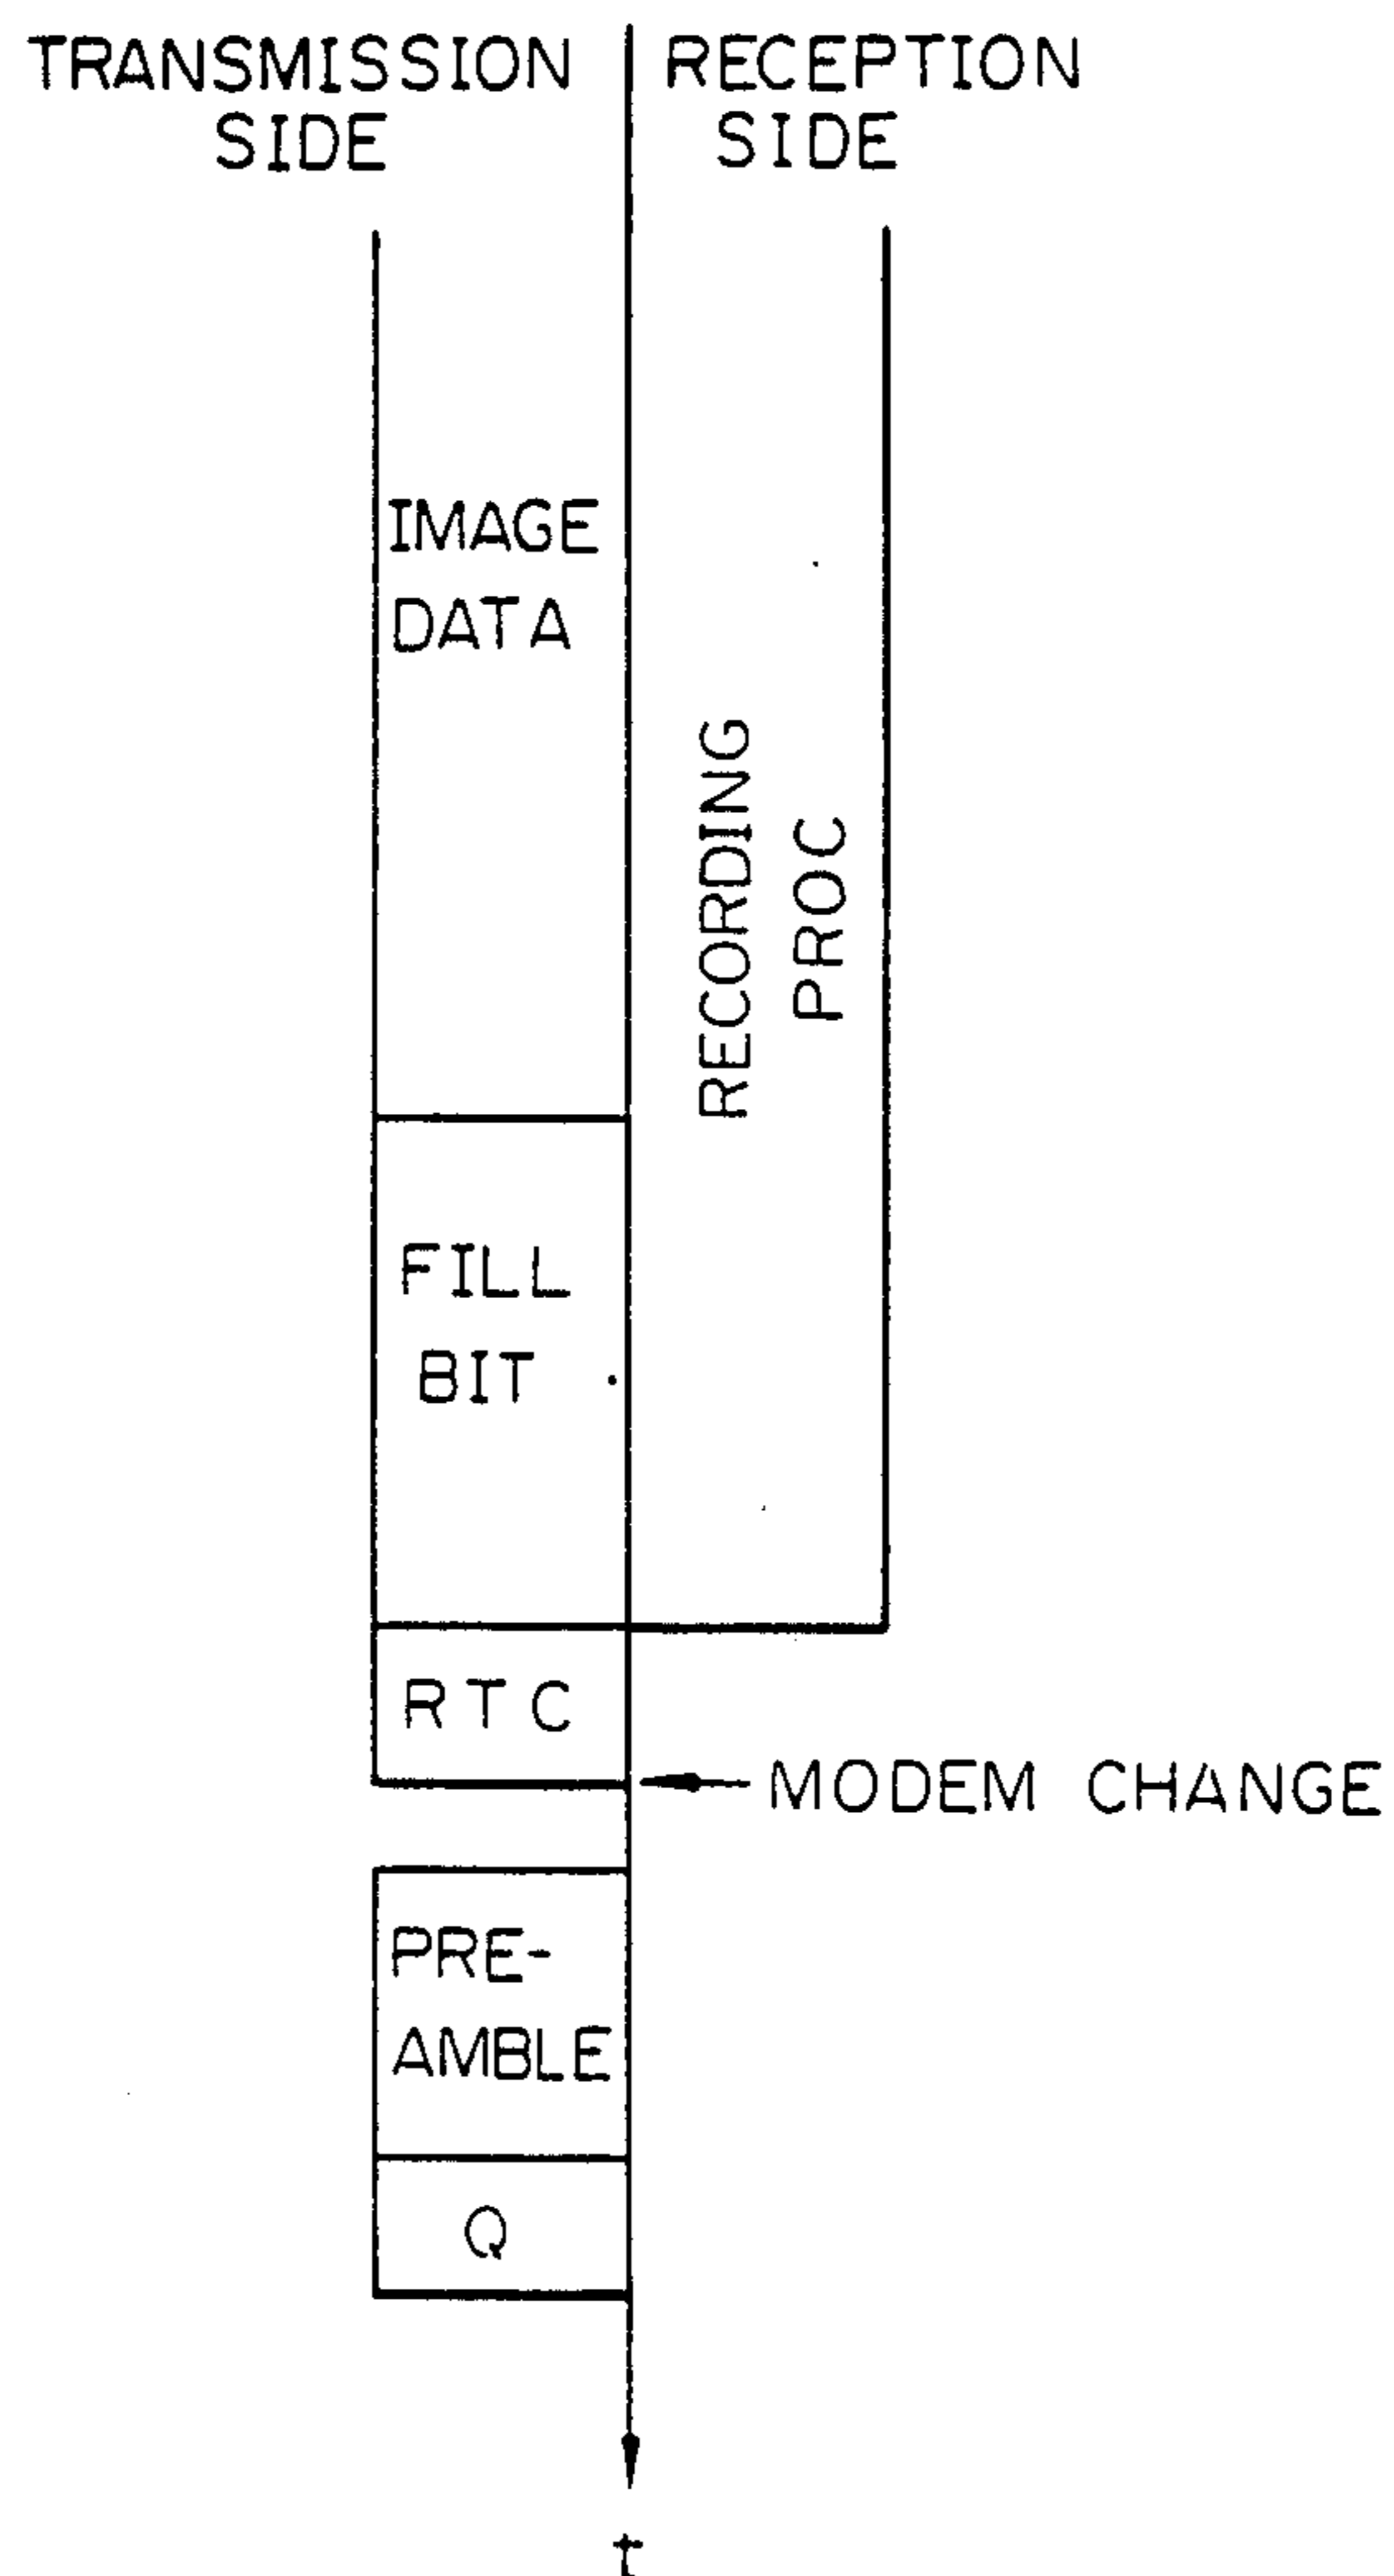 TRANSMISSION
SIDE
RECEPTION
SIDE
IMAGE
DATA
RECORDING
PROC
FILL
BIT
RTC
MODEM CHANGE
PRE-
AMBLE
Q
t